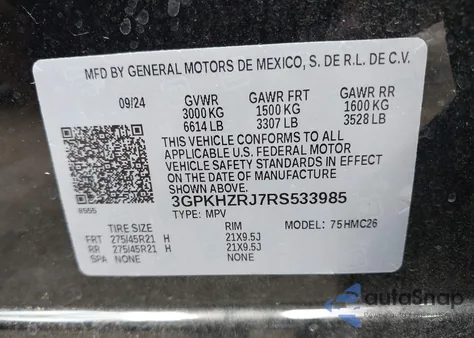 MFD BY GENERAL MOTORS DE MEXICO, S. DE R.L. DE C.V.
09/24 GVWR GAWR FRT GAWR RR
3000 KG 1500 KG 1600 KG
6614 LB 3307 LB 3528 LB
THIS VEHICLE CONFORMS TO ALL
APPLICABLE U.S. FEDERAL MOTOR
VEHICLE SAFETY STANDARDS IN EFFECT
ON THE DATE OF MANUFACTURE
SHOWN ABOVE.
3GPKHZRJ7RS533985
8555 TYPE: MPV MODEL: 75HMC26
TIRE SIZE RIM
FRT 275/45R21 H 21X9.5J
RR 275/45R21 H 21X9.5J
SPA NONE NONE
autoSnap